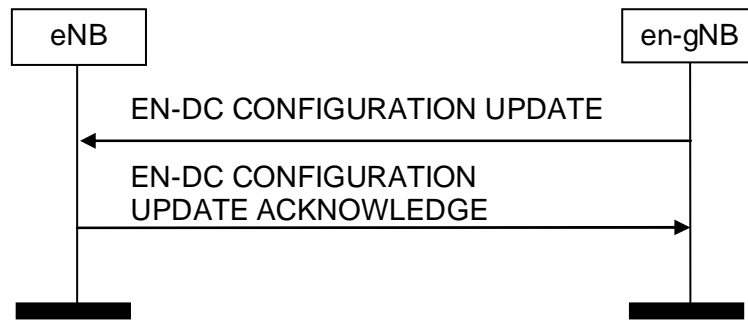 eNB
en-gNB
EN-DC CONFIGURATION UPDATE
EN-DC CONFIGURATION
UPDATE ACKNOWLEDGE